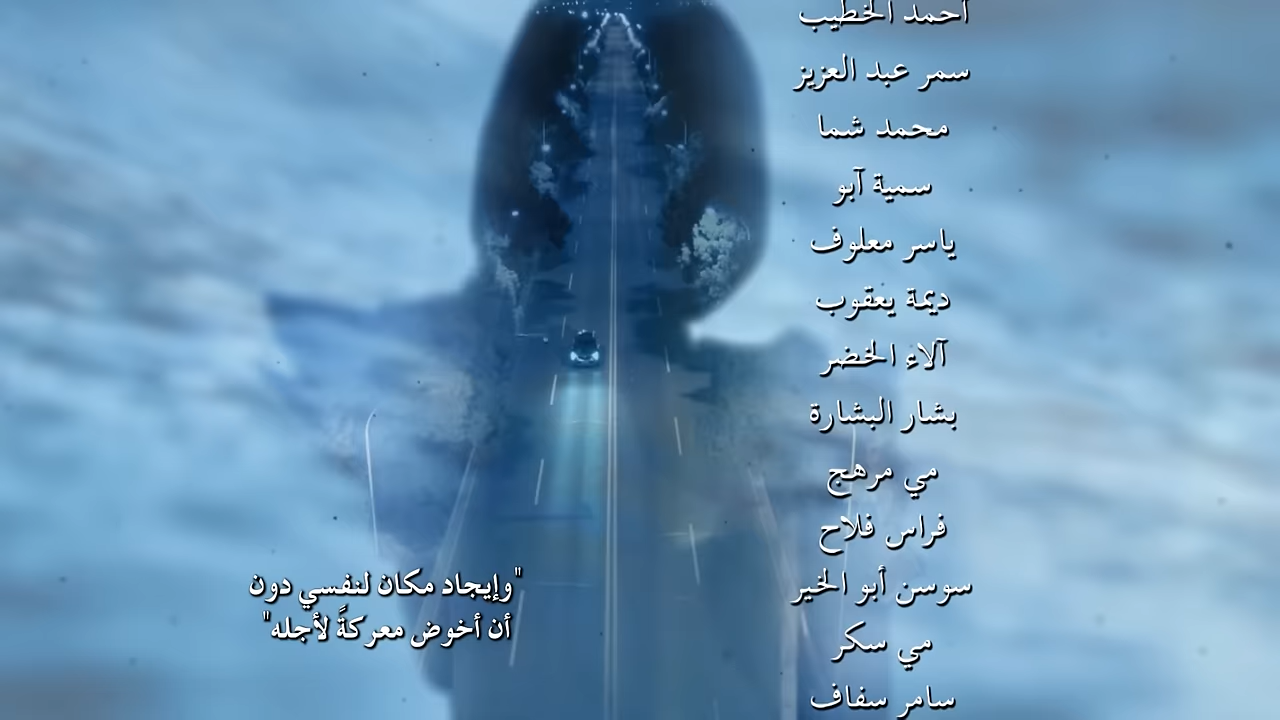 أحمد الخطيب
سمر عبد العزيز
محمد شما
سمية آبو
ياسر معلوف
ديمة يعقوب
آلاء الخضر
بشار البشارة
مي مرهج
فراس فلاح
سوسن أبو الخير
مي سكر
سامر سفاف
"وإيجاد مكان لنفسي دون
أن أخوض معركةً لأجله"